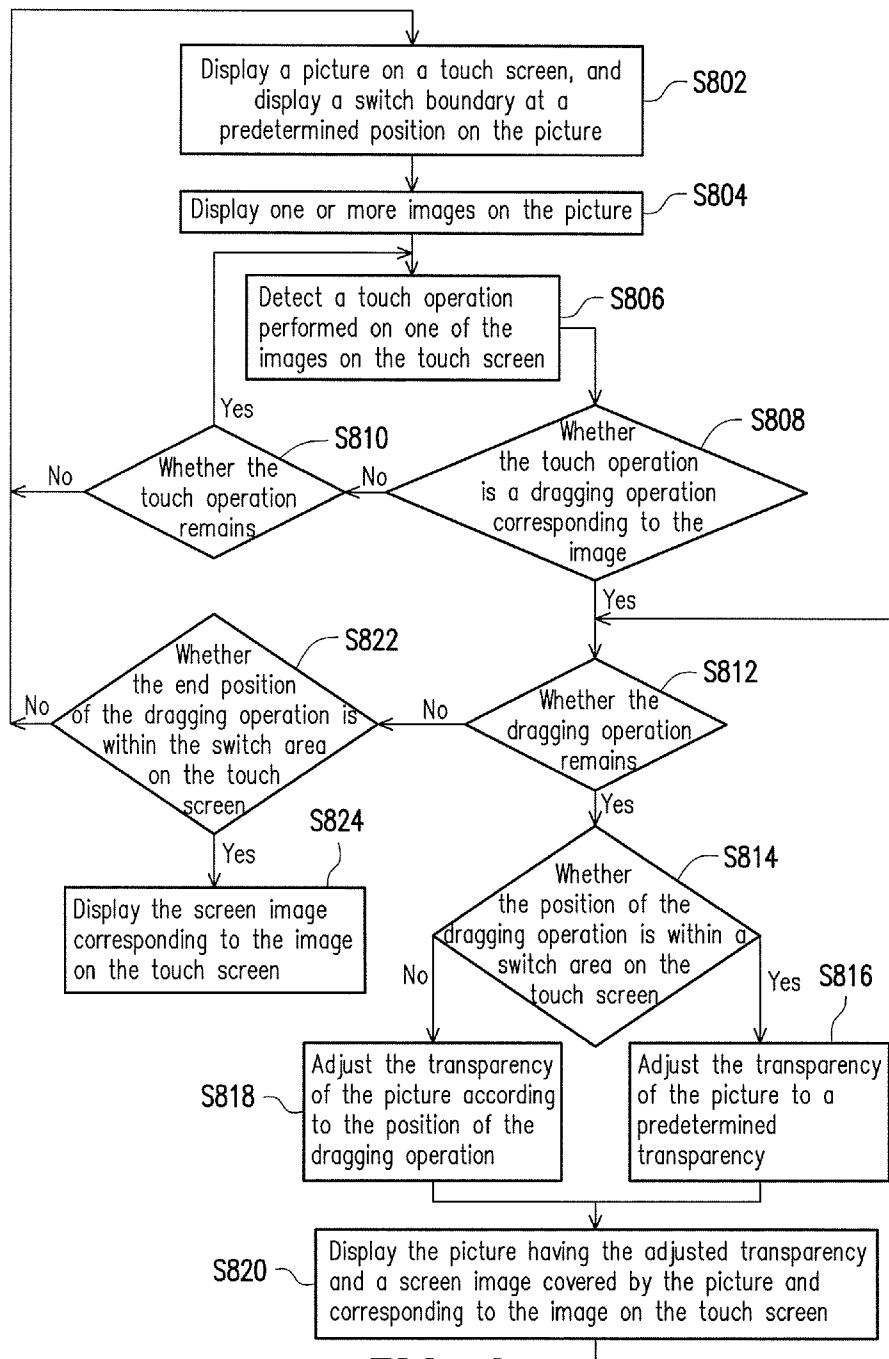 Display a picture on a touch screen, and
display a switch boundary at a
predetermined position on the picture
S802
Display one or more images on the picture
S804
Detect a touch operation
performed on one of the
images on the touch screen
S806
Whether
the touch operation
is a dragging operation
corresponding to the
image
S808
No
Yes
Whether the
touch operation
remains
S810
Yes
No
Whether the
dragging operation
remains
S812
No
Yes
Whether
the end position
of the dragging operation is
within the switch area
on the touch
screen
S822
No
Yes
Display the screen image
corresponding to the image
on the touch screen
S824
Whether
the position of the
dragging operation is within a
switch area on the
touch screen
S814
No
Yes
Adjust the transparency
of the picture according
to the position of the
dragging operation
S818
Adjust the transparency
of the picture to a
predetermined
transparency
S816
Display the picture having the adjusted transparency
and a screen image covered by the picture and
corresponding to the image on the touch screen
S820